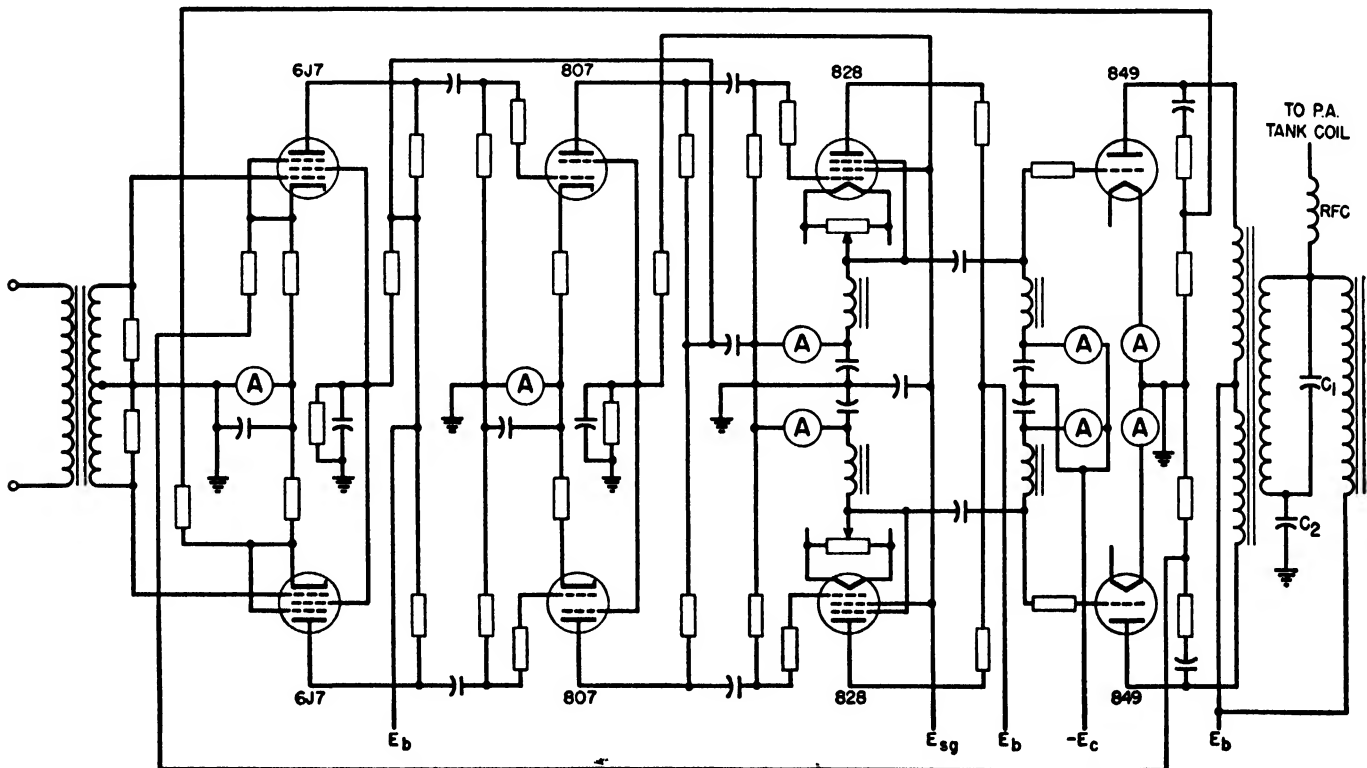 6J7
807
828
849
TO P.A.
TANK COIL
RFC
A
A
A
A
A
A
A
A
C1
C2
6J7
807
828
849
Eb
Esg
Eb
-Ec
Eb